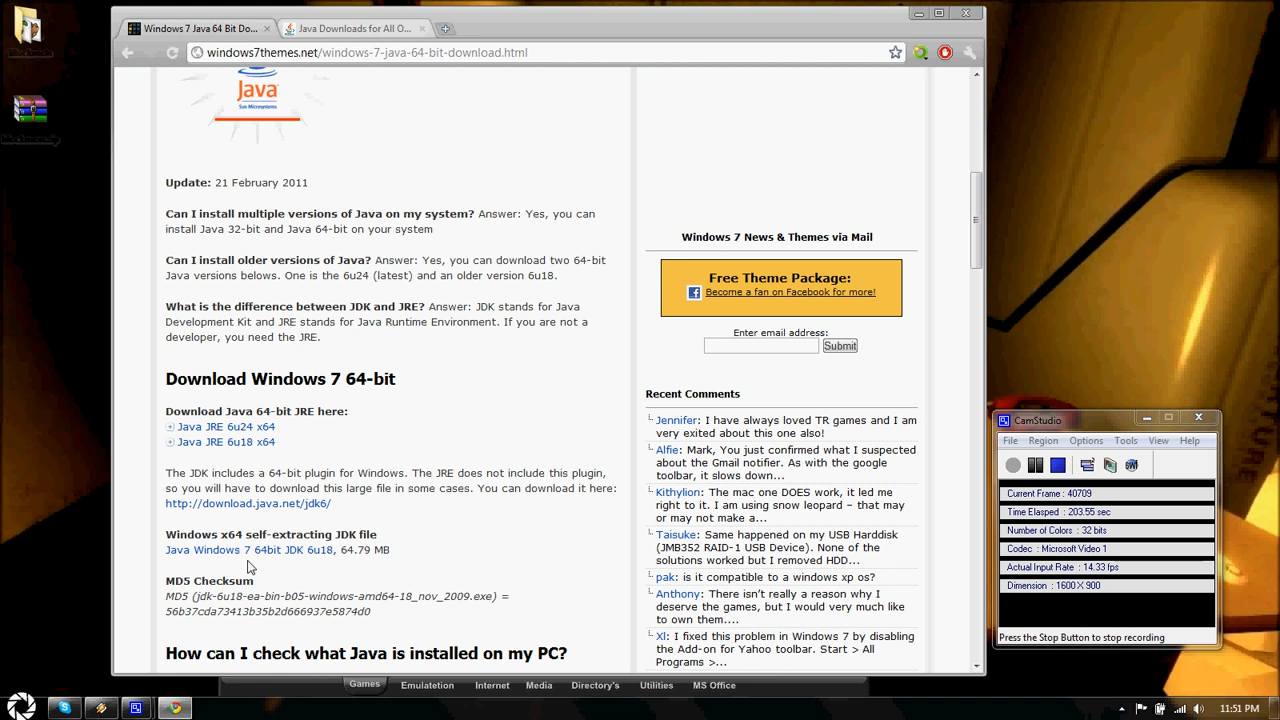 Windows 7 Java 64 Bit Do...
Java Downloads for All O...
windows7themes.net/windows-7-java-64-bit-download.html
Java
Sun Microsystems
Update: 21 February 2011
Can I install multiple versions of Java on my system? Answer: Yes, you can
install Java 32-bit and Java 64-bit on your system
Can I install older versions of Java? Answer: Yes, you can download two 64-bit
Java versions belows. One is the 6u24 (latest) and an older version 6u18.
What is the difference between JDK and JRE? Answer: JDK stands for Java
Development Kit and JRE stands for Java Runtime Environment. If you are not a
developer, you need the JRE.
Download Windows 7 64-bit
Download Java 64-bit JRE here:
Java JRE 6u24 x64
Java JRE 6u18 x64
The JDK includes a 64-bit plugin for Windows. The JRE does not include this plugin,
so you will have to download this large file in some cases. You can download it here:
http://download.java.net/jdk6/
Windows x64 self-extracting JDK file
Java Windows 7 64bit JDK 6u18, 64.79 MB
MD5 Checksum
MD5 (jdk-6u18-ea-bin-b05-windows-amd64-18_nov_2009.exe) =
56b37cda73413b35b2d666937e5874d0
How can I check what Java is installed on my PC?
Windows 7 News & Themes via Mail
Free Theme Package:
Become a fan on Facebook for more!
Enter email address:
Submit
Recent Comments
Jennifer: I have always loved TR games and I am
very exited about this one also!
Alfie: Mark, You just confirmed what I suspected
about the Gmail notifier. As with the google
toolbar, it slows down...
Kithylion: The mac one DOES work, it led me
right to it. I am using snow leopard – that may
or may not make a...
Taisuke: Same happened on my USB Harddisk
(JMB352 RAID-1 USB Device). None of the
solutions worked but I removed HDD...
pak: is it compatible to a windows xp os?
Anthony: There isn't really a reason why I
deserve the games, but I would very much like
to own them....
Xl: I fixed this problem in Windows 7 by disabling
the Add-on for Yahoo toolbar. Start > All
Programs >...
CamStudio
File Region Options Tools View Help
Current Frame : 40709
Time Elasped : 203.55 sec
Number of Colors : 32 bits
Codec : Microsoft Video 1
Actual Input Rate : 14.33 fps
Dimension : 1600 X 900
Press the Stop Button to stop recording
Games Emuletation Internet Media Directory's Utilities MS Office
11:51 PM